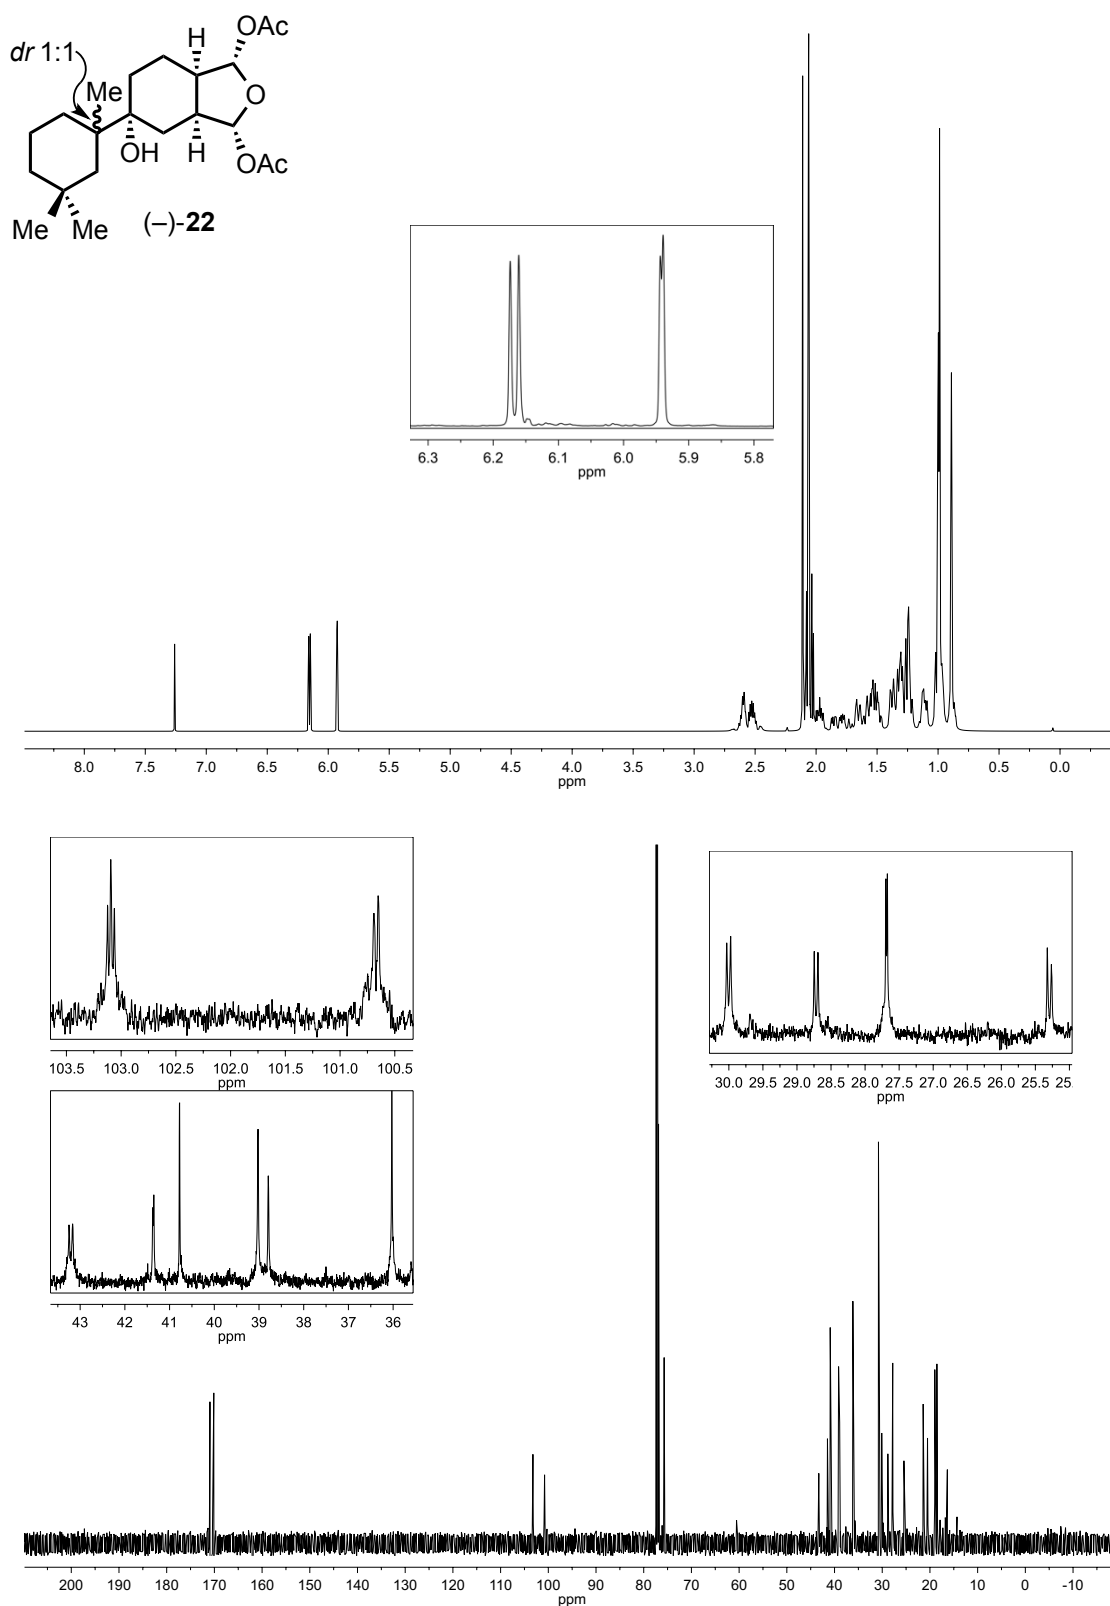 OAc
H
dr 1:1
Me
O
OH
H
OAc
Me Me
(–)-22
6.3 6.2 6.1 6.0 5.9 5.8
ppm
8.0 7.5 7.0 6.5 6.0 5.5 5.0 4.5 4.0 3.5 3.0 2.5 2.0 1.5 1.0 0.5 0.0
ppm
103.5 103.0 102.5 102.0 101.5 101.0 100.5
ppm
30.0 29.5 29.0 28.5 28.0 27.5 27.0 26.5 26.0 25.5 25
ppm
43 42 41 40 39 38 37 36
ppm
200 190 180 170 160 150 140 130 120 110 100 90 80 70 60 50 40 30 20 10 0 -10
ppm